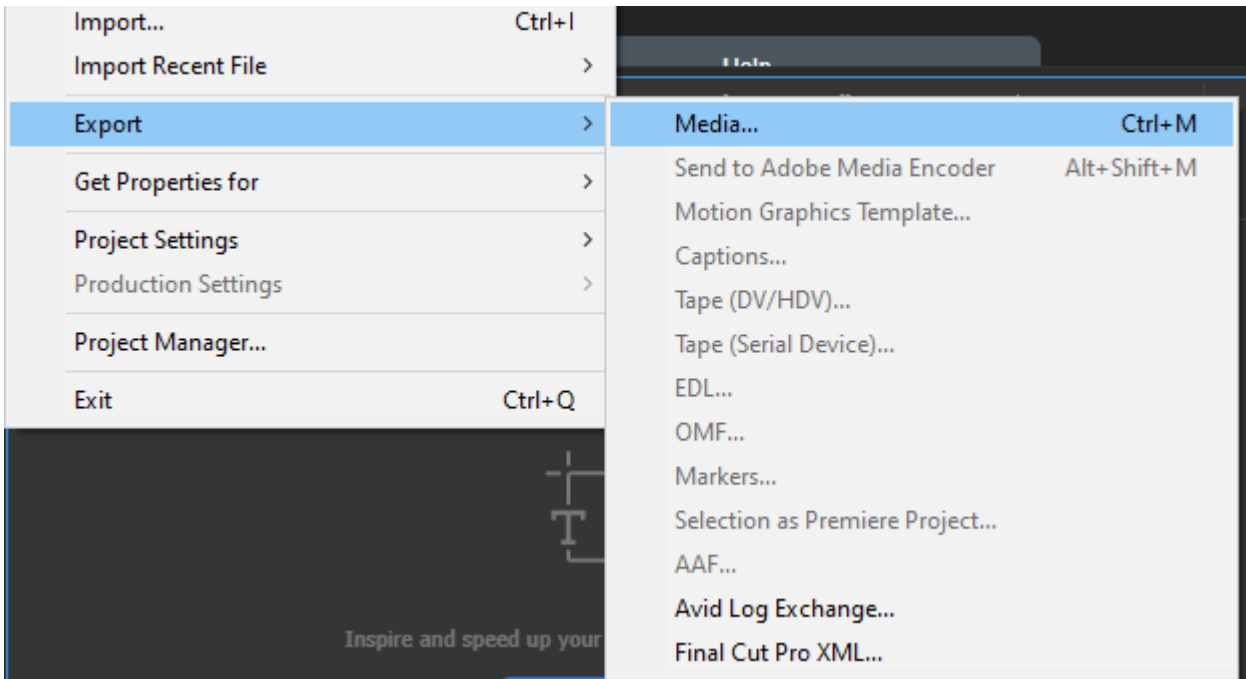 Import... Ctrl+I
Import Recent File
Export
Get Properties for
Project Settings
Production Settings
Project Manager...
Exit Ctrl+Q
Help
Media... Ctrl+M
Send to Adobe Media Encoder Alt+Shift+M
Motion Graphics Template...
Captions...
Tape (DV/HDV)...
Tape (Serial Device)...
EDL...
OMF...
Markers...
Selection as Premiere Project...
AAF...
Avid Log Exchange...
Final Cut Pro XML...
T
Inspire and speed up your